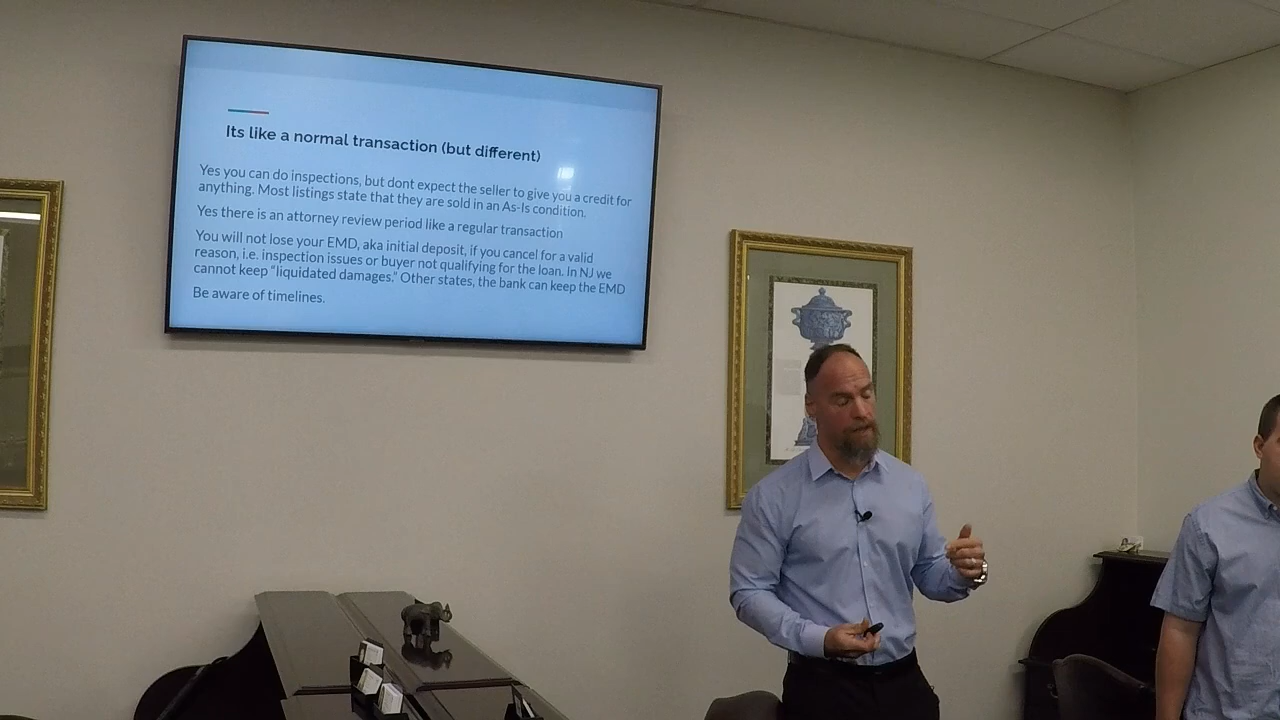 Its like a normal transaction (but different)
Yes you can do inspections, but dont expect the seller to give you a credit for
anything. Most listings state that they are sold in an As-Is condition.
Yes there is an attorney review period like a regular transaction
You will not lose your EMD, aka initial deposit, if you cancel for a valid
reason, i.e. inspection issues or buyer not qualifying for the loan. In NJ we
cannot keep “liquidated damages.” Other states, the bank can keep the EMD
Be aware of timelines.